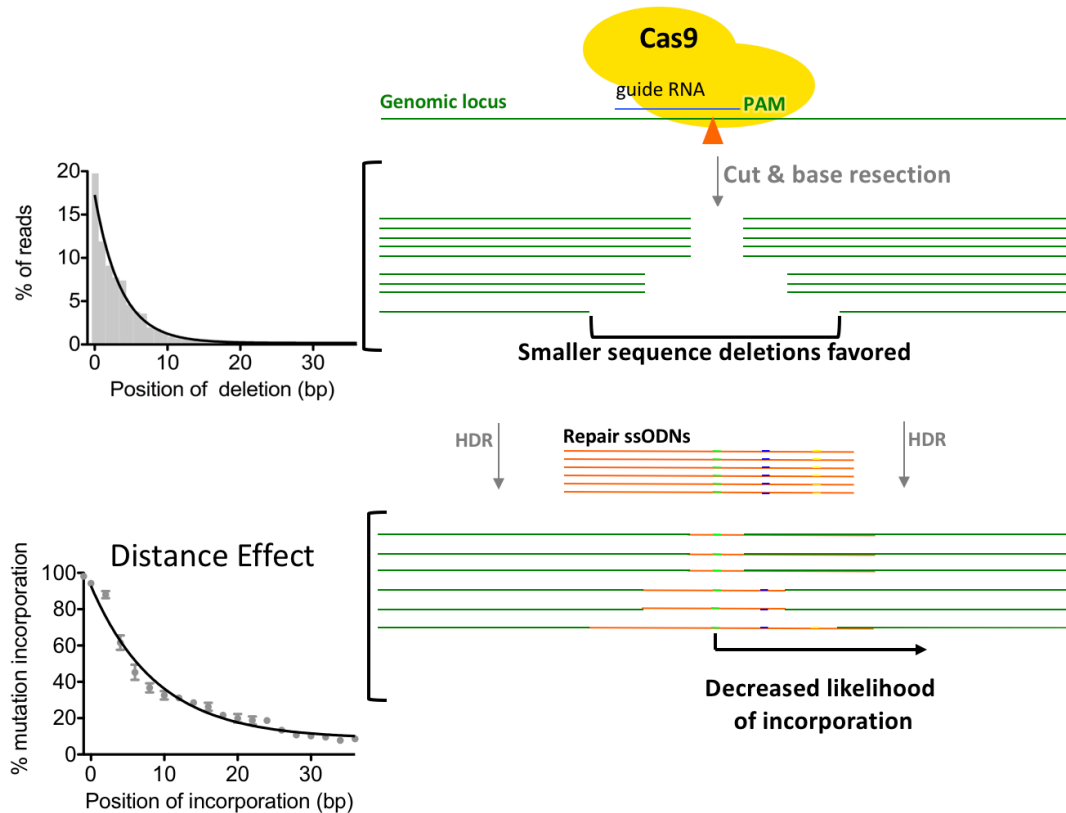 Cas9
guide RNA
Genomic locus
PAM
Cut & base resection
20
15
10
5
0
% of reads
0
10
20
30
Position of deletion (bp)
Smaller sequence deletions favored
HDR
Repair ssODNs
HDR
Distance Effect
100
80
60
40
20
0
% mutation incorporation
0
10
20
30
Position of incorporation (bp)
Decreased likelihood
of incorporation